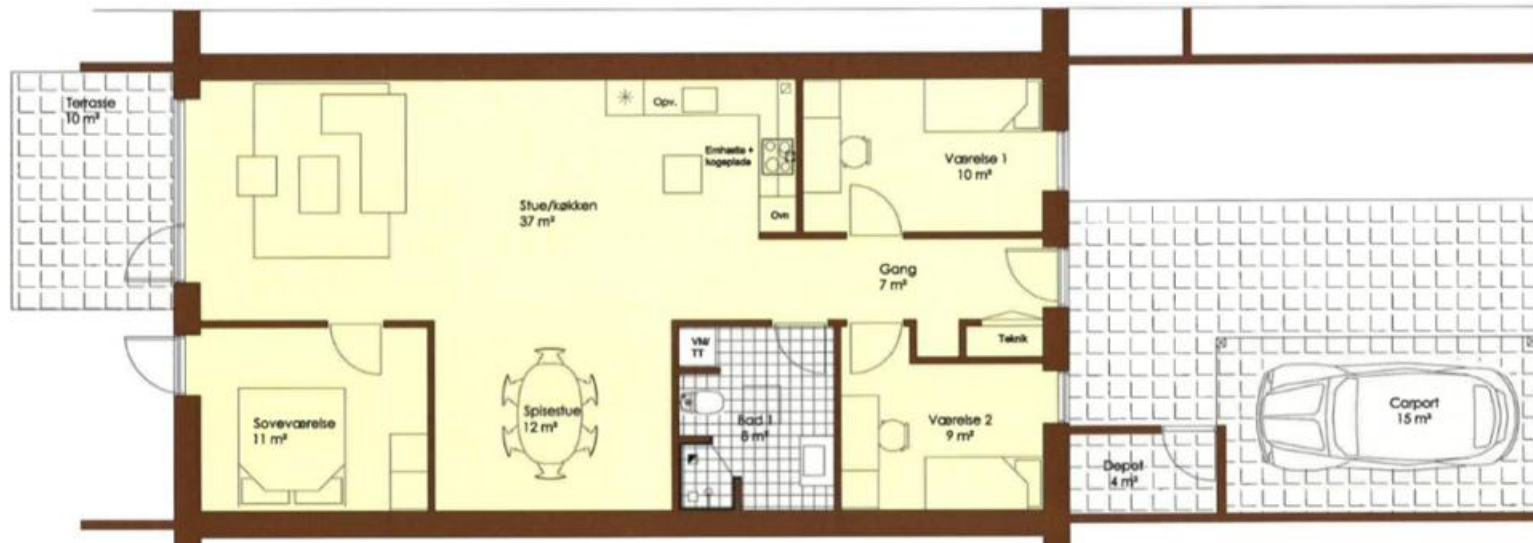 Terrasse
10 m²
Opv.
Emhætte +
kogeplade
Ovn
Værelse 1
10 m²
Stue/køkken
37 m²
Gang
7 m²
Teknik
VM/
TT
Soveværelse
11 m²
Spisestue
12 m²
Bad 1
8 m²
Værelse 2
9 m²
Depot
4 m²
Carport
15 m²